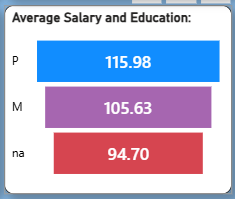 Average Salary and Education:
P 115.98
M 105.63
na 94.70